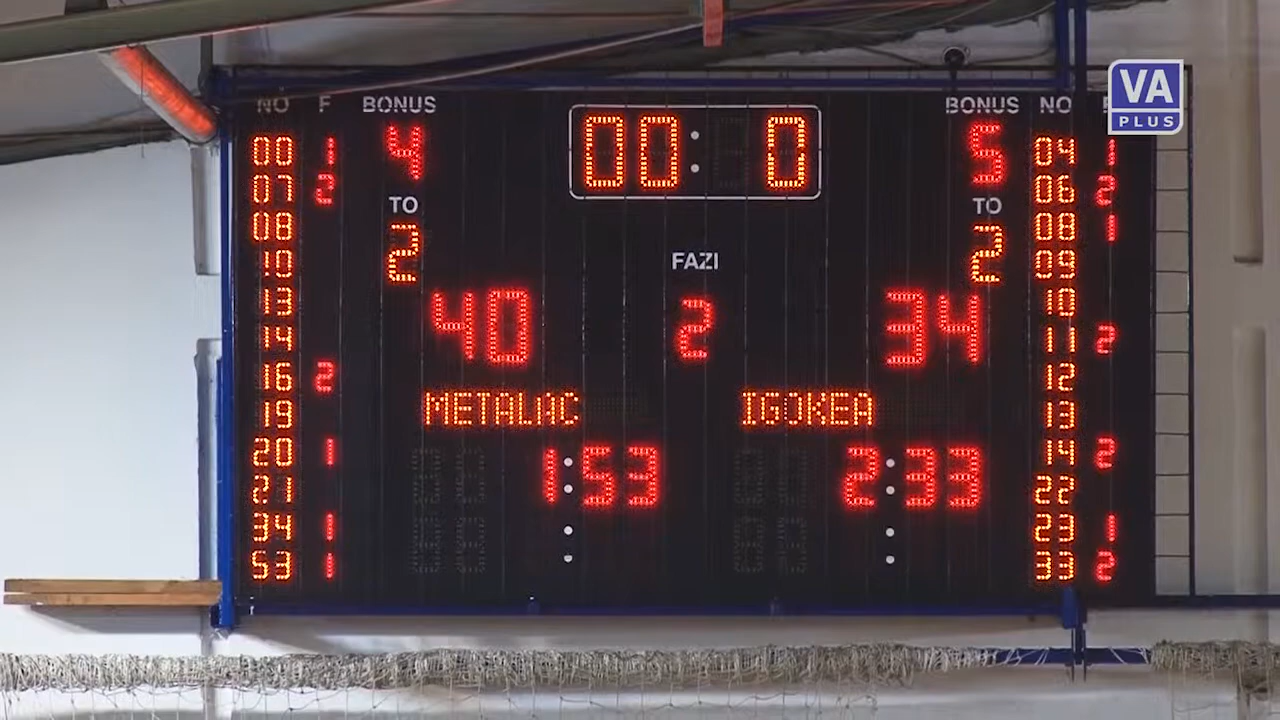 NO F BONUS 00:0 BONUS NO
VA
PLUS
00 1 4 5 04 1
07 2 TO TO 06 2
08 2 2 08 1
10 FAZI 09
13 40 2 34 10
14 11 2
16 2 12
19 METALAC IGOKEA 13
20 1 1:53 2:33 14 2
21 22
34 1 23 1
53 1 33 2